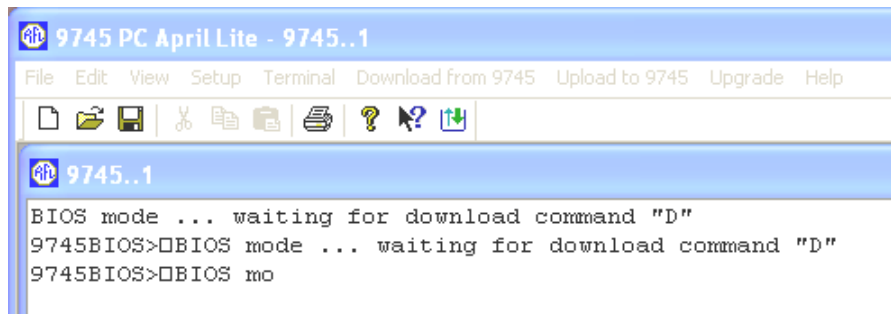 9745 PC April Lite - 9745..1
File Edit View Setup Terminal Download from 9745 Upload to 9745 Upgrade Help
9745..1
BIOS mode ... waiting for download command "D"
9745BIOS>□BIOS mode ... waiting for download command "D"
9745BIOS>□BIOS mo